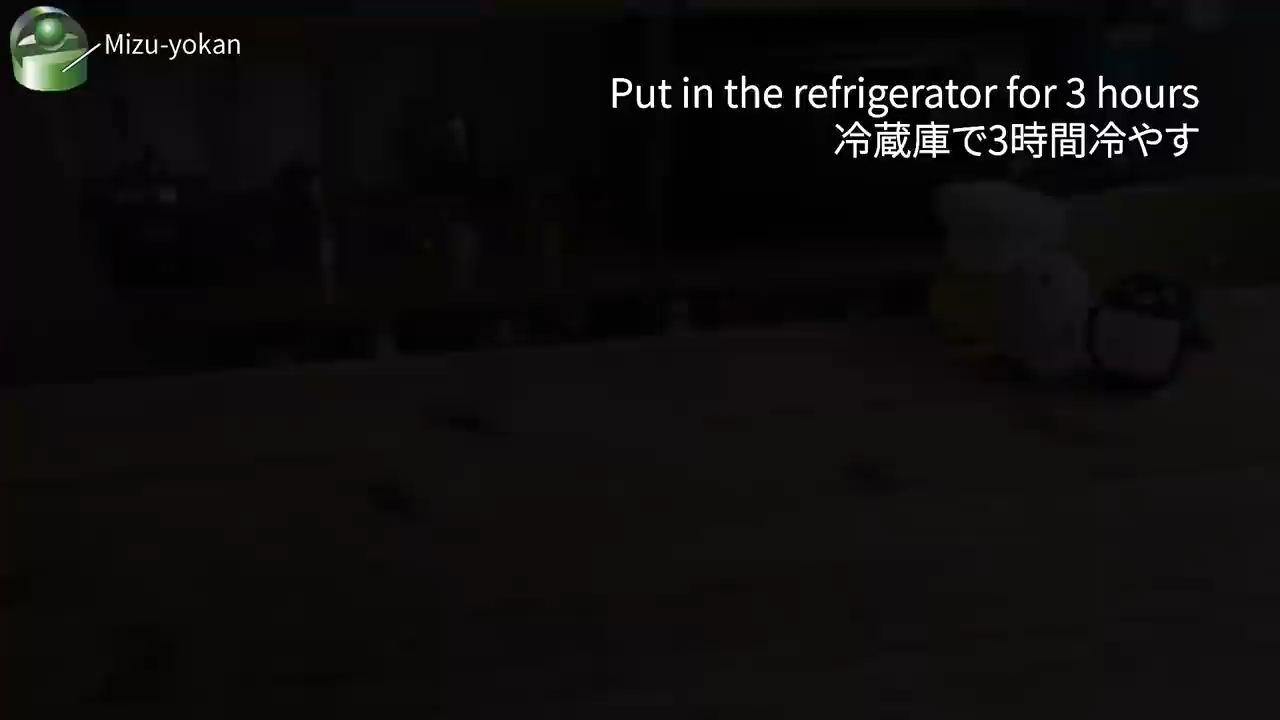 Mizu-yokan
Put in the refrigerator for 3 hours
冷蔵庫で3時間冷やす